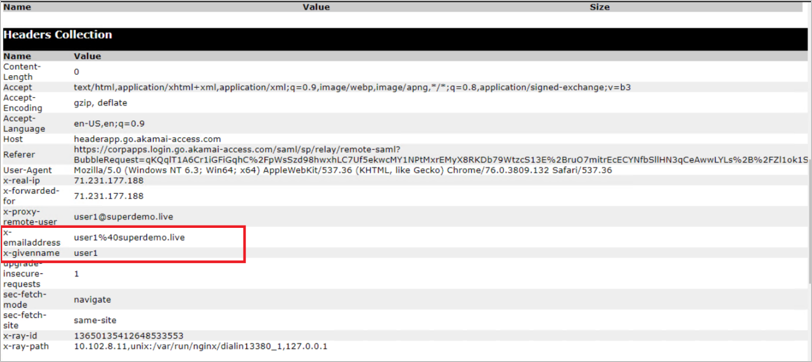 Name Value Size
Headers Collection
Name Value
Content-
Length 0
Accept text/html,application/xhtml+xml,application/xml;q=0.9,image/webp,image/apng,*/*;q=0.8,application/signed-exchange;v=b3
Accept-
Encoding gzip, deflate
Accept-
Language en-US,en;q=0.9
Host headerapp.go.akamai-access.com
Referer https://corpapps.login.go.akamai-access.com/saml/sp/relay/remote-saml?
BubbleRequest=qKQqlT1A6Cr1iGFiGqhC%2FpWsSzd98hwxhLC7Uf5ekwcMY1NPtMxrEMyX8RKDb79WtzcS13E%2BruO7mitrEcECYNfbSllHN3qCeAwwLYLs%2B%2FZl1ok1S
User-Agent Mozilla/5.0 (Windows NT 6.3; Win64; x64) AppleWebKit/537.36 (KHTML, like Gecko) Chrome/76.0.3809.132 Safari/537.36
x-real-ip 71.231.177.188
x-forwarded-
for 71.231.177.188
x-proxy-
remote-user user1@superdemo.live
x-
emailaddress user1%40superdemo.live
x-givenname user1
upgrade-
insecure-
requests 1
sec-fetch-
mode navigate
sec-fetch-
site same-site
x-ray-id 13650135412648533553
x-ray-path 10.102.8.11,unix:/var/run/nginx/dialin13380_1,127.0.0.1